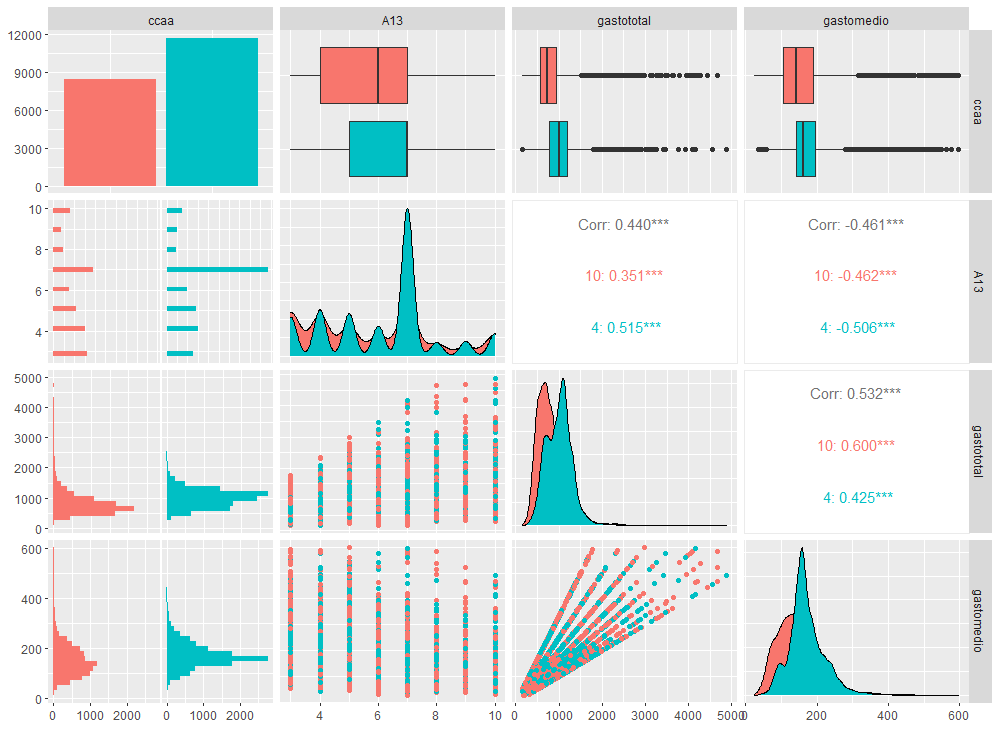 ccaa
A13
gastototal
gastomedio
12000
9000
6000
3000
0
ccaa
10
8
6
4
Corr: 0.440***
10: 0.351***
4: 0.515***
Corr: -0.461***
10: -0.462***
4: -0.506***
A13
5000
4000
3000
2000
1000
0
Corr: 0.532***
10: 0.600***
4: 0.425***
gastototal
600
400
200
0
gastomedio
0 1000 2000 0 1000 2000 4 6 8 10 0 1000 2000 3000 4000 5000 0 200 400 600